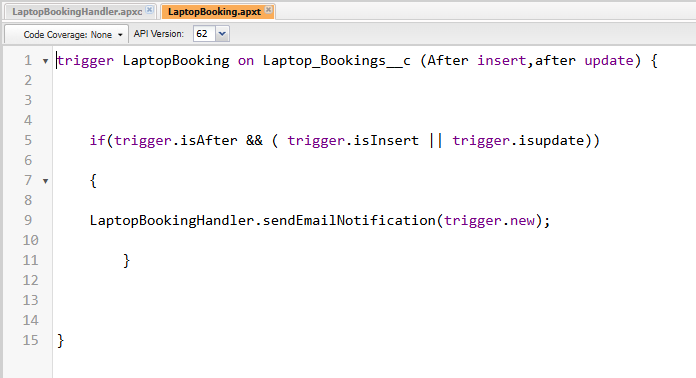 LaptopBookingHandler.apxc LaptopBooking.apxt
Code Coverage: None API Version: 62
1 trigger LaptopBooking on Laptop_Bookings__c (After insert,after update) {
2
3
4
5 if(trigger.isAfter && ( trigger.isInsert || trigger.isupdate))
6
7 {
8
9 LaptopBookingHandler.sendEmailNotification(trigger.new);
10
11 }
12
13
14
15 }